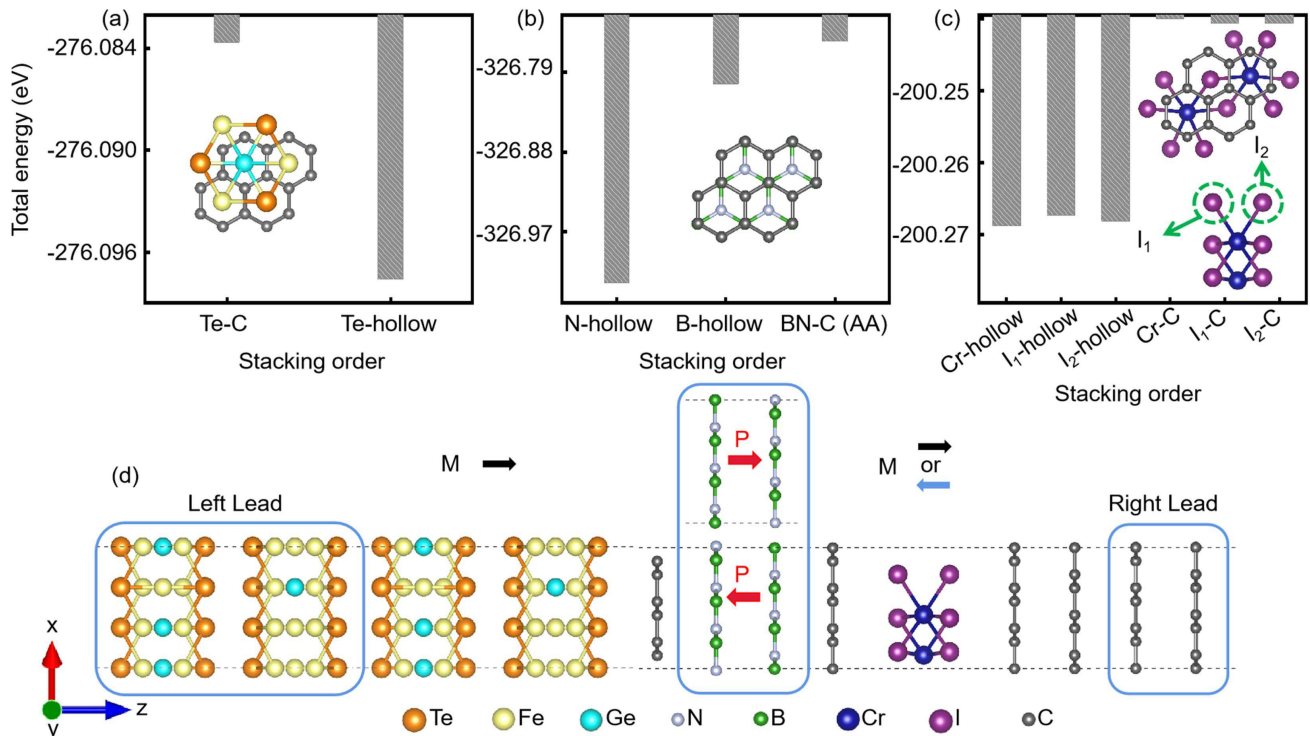 (a)
Total energy (eV)
-276.084
-276.090
-276.096
Te-C
Te-hollow
Stacking order
(b)
-326.79
-326.88
-326.97
N-hollow
B-hollow
BN-C (AA)
Stacking order
(c)
-200.25
-200.26
-200.27
I₂
I₁
Cr-hollow
I₁-hollow
I₂-hollow
Cr-C
I₁-C
I₂-C
Stacking order
(d)
M
P
M
or
Left Lead
Right Lead
P
x
y
z
Te
Fe
Ge
N
B
Cr
I
C